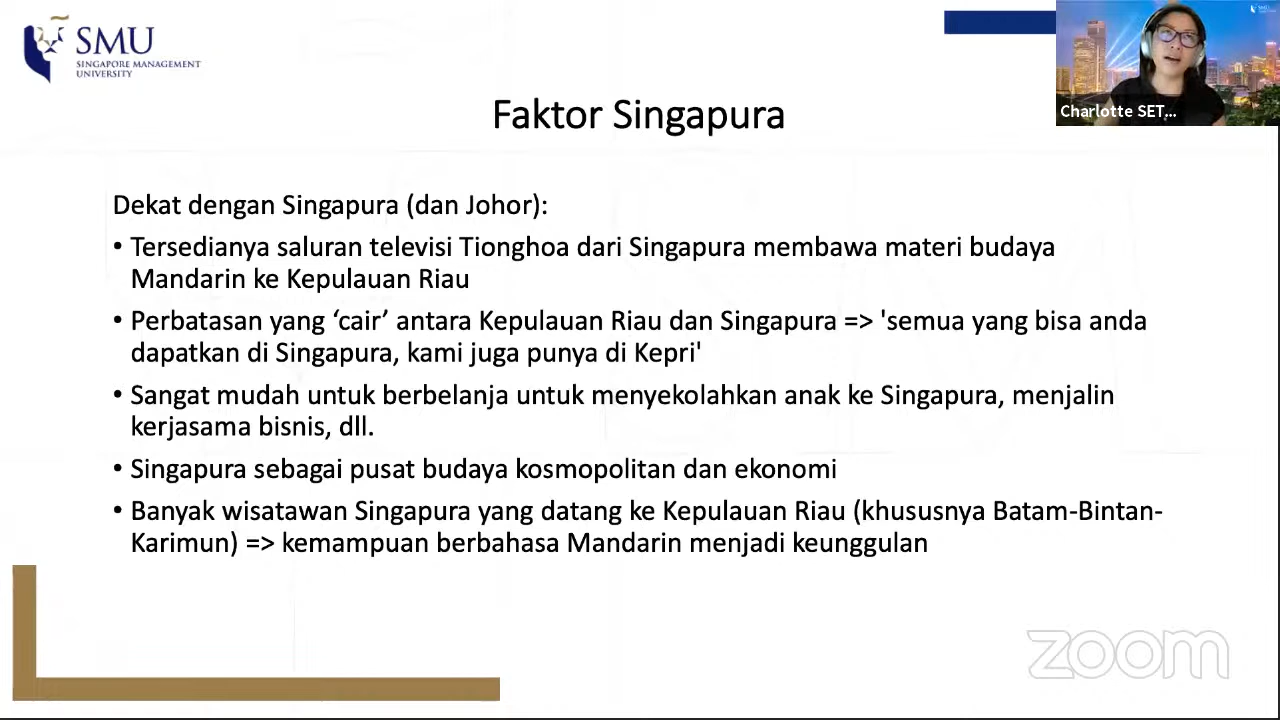 SMU
SINGAPORE MANAGEMENT
UNIVERSITY
Charlotte SET...
Faktor Singapura
Dekat dengan Singapura (dan Johor):
• Tersedianya saluran televisi Tionghoa dari Singapura membawa materi budaya
Mandarin ke Kepulauan Riau
• Perbatasan yang ‘cair’ antara Kepulauan Riau dan Singapura => 'semua yang bisa anda
dapatkan di Singapura, kami juga punya di Kepri'
• Sangat mudah untuk berbelanja untuk menyekolahkan anak ke Singapura, menjalin
kerjasama bisnis, dll.
• Singapura sebagai pusat budaya kosmopolitan dan ekonomi
• Banyak wisatawan Singapura yang datang ke Kepulauan Riau (khususnya Batam-Bintan-
Karimun) => kemampuan berbahasa Mandarin menjadi keunggulan
zoom